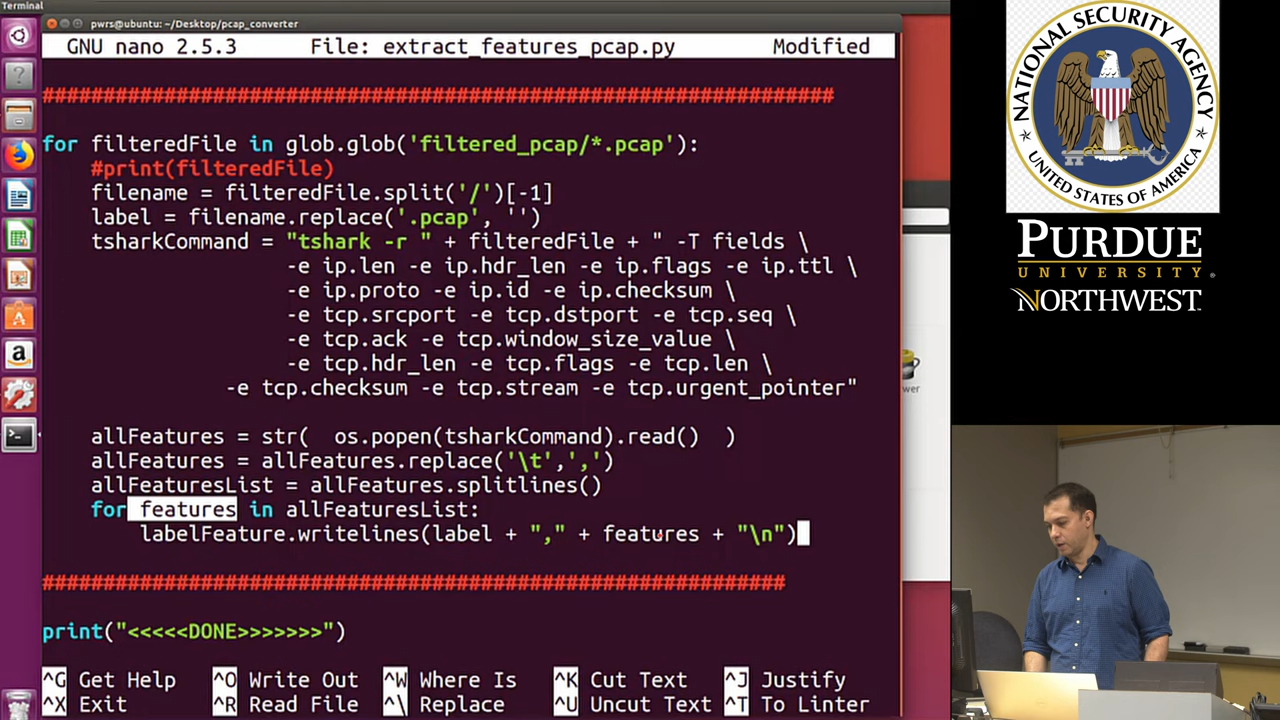 Terminal
pwrs@ubuntu: ~/Desktop/pcap_converter
GNU nano 2.5.3 File: extract_features_pcap.py Modified
#################################################################
for filteredFile in glob.glob('filtered_pcap/*.pcap'):
#print(filteredFile)
filename = filteredFile.split('/')[-1]
label = filename.replace('.pcap', '')
tsharkCommand = "tshark -r " + filteredFile + " -T fields \
-e ip.len -e ip.hdr_len -e ip.flags -e ip.ttl \
-e ip.proto -e ip.id -e ip.checksum \
-e tcp.srcport -e tcp.dstport -e tcp.seq \
-e tcp.ack -e tcp.window_size_value \
-e tcp.hdr_len -e tcp.flags -e tcp.len \
-e tcp.checksum -e tcp.stream -e tcp.urgent_pointer"
allFeatures = str( os.popen(tsharkCommand).read() )
allFeatures = allFeatures.replace('\t',',')
allFeaturesList = allFeatures.splitlines()
for features in allFeaturesList:
labelFeature.writelines(label + "," + features + "\n")
#############################################################
print("<<<<<DONE>>>>>>>")
^G Get Help ^O Write Out ^W Where Is ^K Cut Text ^J Justify
^X Exit ^R Read File ^\ Replace ^U Uncut Text ^T To Linter
NATIONAL SECURITY AGENCY
UNITED STATES OF AMERICA
PURDUE
UNIVERSITY
NORTHWEST